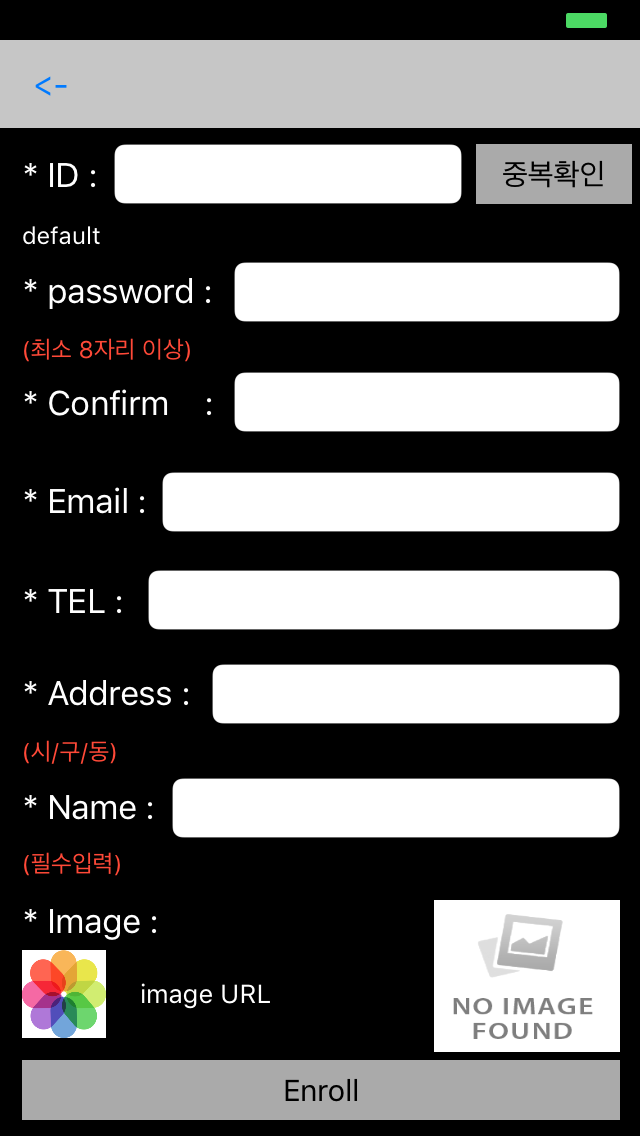 <-
* ID : 중복확인
default
* password :
(최소 8자리 이상)
* Confirm :
* Email :
* TEL :
* Address :
(시/구/동)
* Name :
(필수입력)
* Image :
image URL
NO IMAGE
FOUND
Enroll